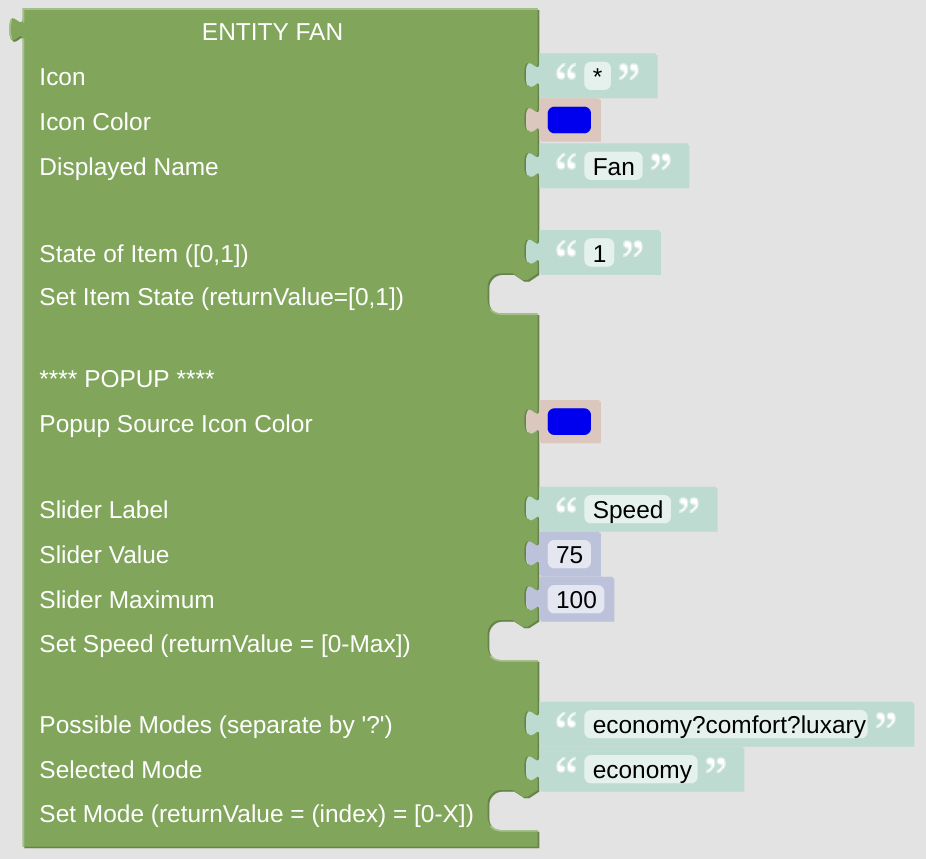 ENTITY FAN
Icon “ * ”
Icon Color
Displayed Name “ Fan ”
State of Item ([0,1]) “ 1 ”
Set Item State (returnValue=[0,1])
**** POPUP ****
Popup Source Icon Color
Slider Label “ Speed ”
Slider Value 75
Slider Maximum 100
Set Speed (returnValue = [0-Max])
Possible Modes (separate by '?') “ economy?comfort?luxary ”
Selected Mode “ economy ”
Set Mode (returnValue = (index) = [0-X])